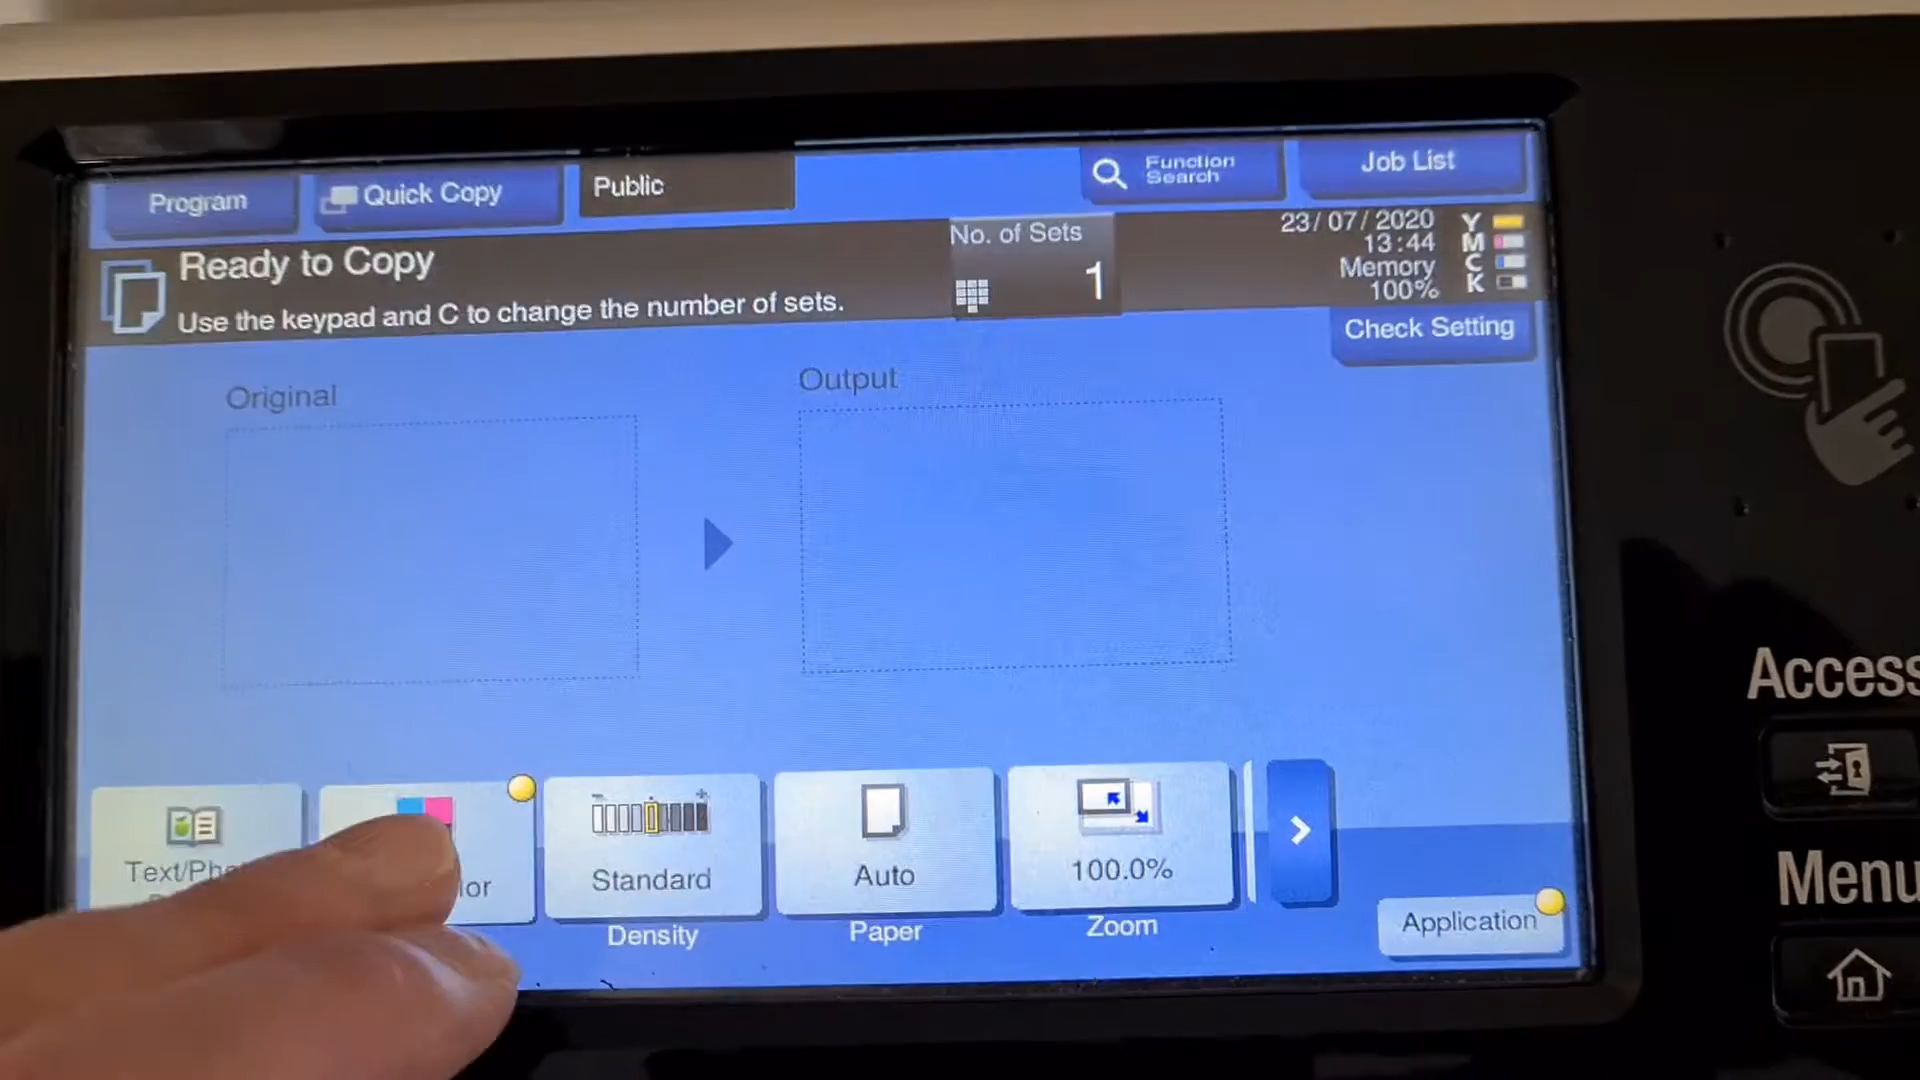 Program
Quick Copy
Public
Function
Search
Job List
Ready to Copy
Use the keypad and C to change the number of sets.
No. of Sets
1
23/07/2020
13:44
Memory
100%
Y
M
C
K
Check Setting
Original
Output
Standard
Auto
100.0%
Density
Paper
Zoom
Application
Access
Menu